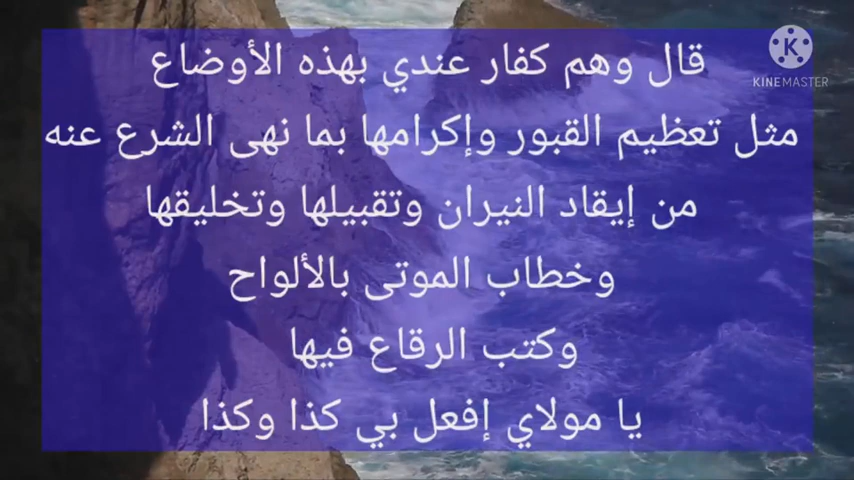 قال وهم كفار عندي بهذه الأوضاع
KINEMASTER
مثل تعظيم القبور وإكرامها بما نهى الشرع عنه
من إيقاد النيران وتقبيلها وتخليقها
وخطاب الموتى بالألواح
وكتب الرقاع فيها
يا مولاي إفعل بي كذا وكذا